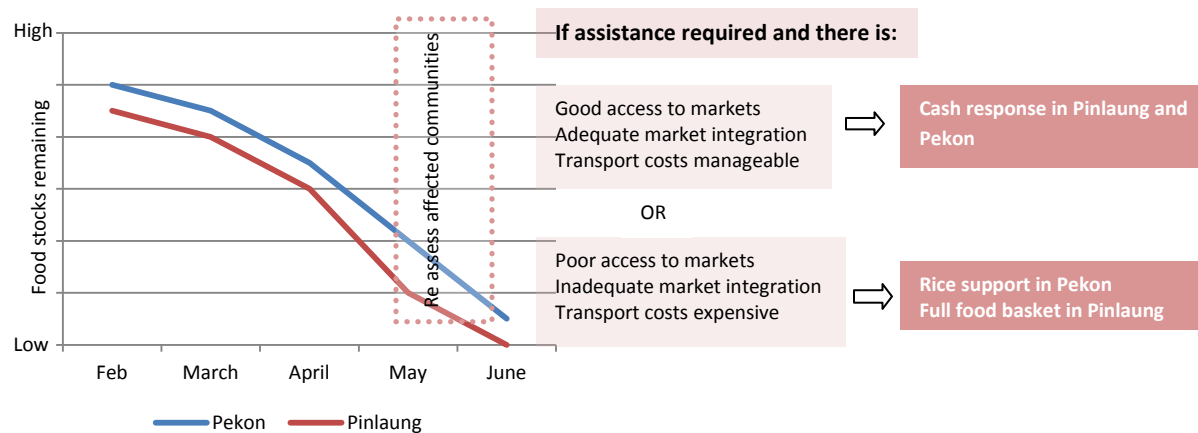 High
Food stocks remaining
Low
Feb
March
April
May
June
Pekon
Pinlaung
Re assess affected communities
If assistance required and there is:
Good access to markets
Adequate market integration
Transport costs manageable
Cash response in Pinlaung and
Pekon
OR
Poor access to markets
Inadequate market integration
Transport costs expensive
Rice support in Pekon
Full food basket in Pinlaung